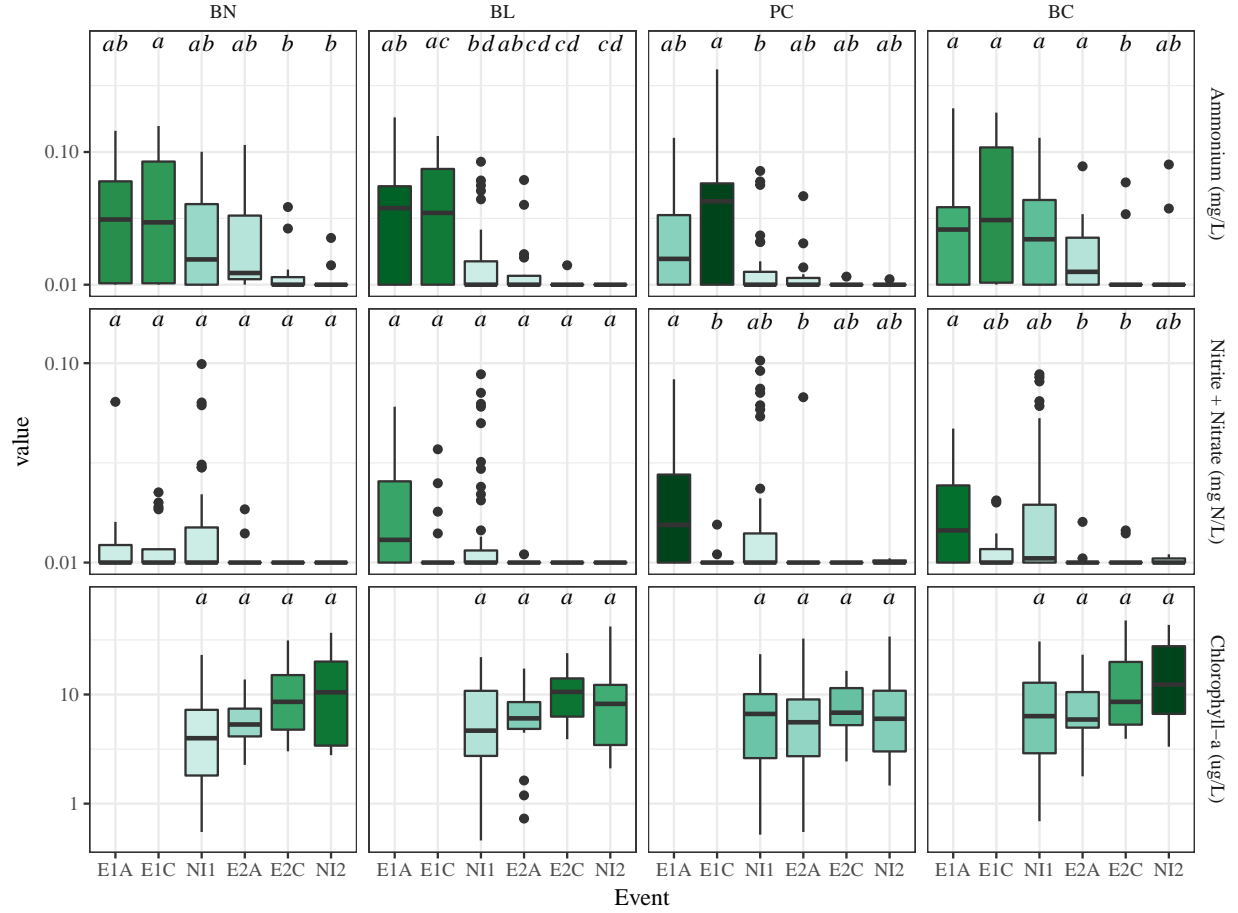 BN BL PC BC
ab a ab ab b b ab ac bd abcd cd cd ab a b ab ab ab a a a a b ab
0.10
0.01
Ammonium (mg/L)
a a a a a a a a a a a a a b ab b ab ab a ab ab b b ab
0.10
0.01
Nitrite + Nitrate (mg N/L)
a a a a a a a a a a a a a a a a
10
1
Chlorophyll−a (ug/L)
value
E1A E1C NI1 E2A E2C NI2 E1A E1C NI1 E2A E2C NI2 E1A E1C NI1 E2A E2C NI2 E1A E1C NI1 E2A E2C NI2
Event